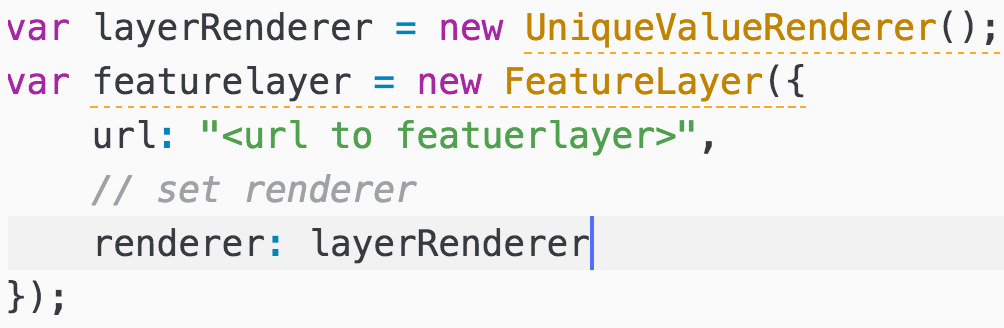 var layerRenderer = new UniqueValueRenderer();
var featurelayer = new FeatureLayer({
url: "<url to featuerlayer>",
// set renderer
renderer: layerRenderer
});